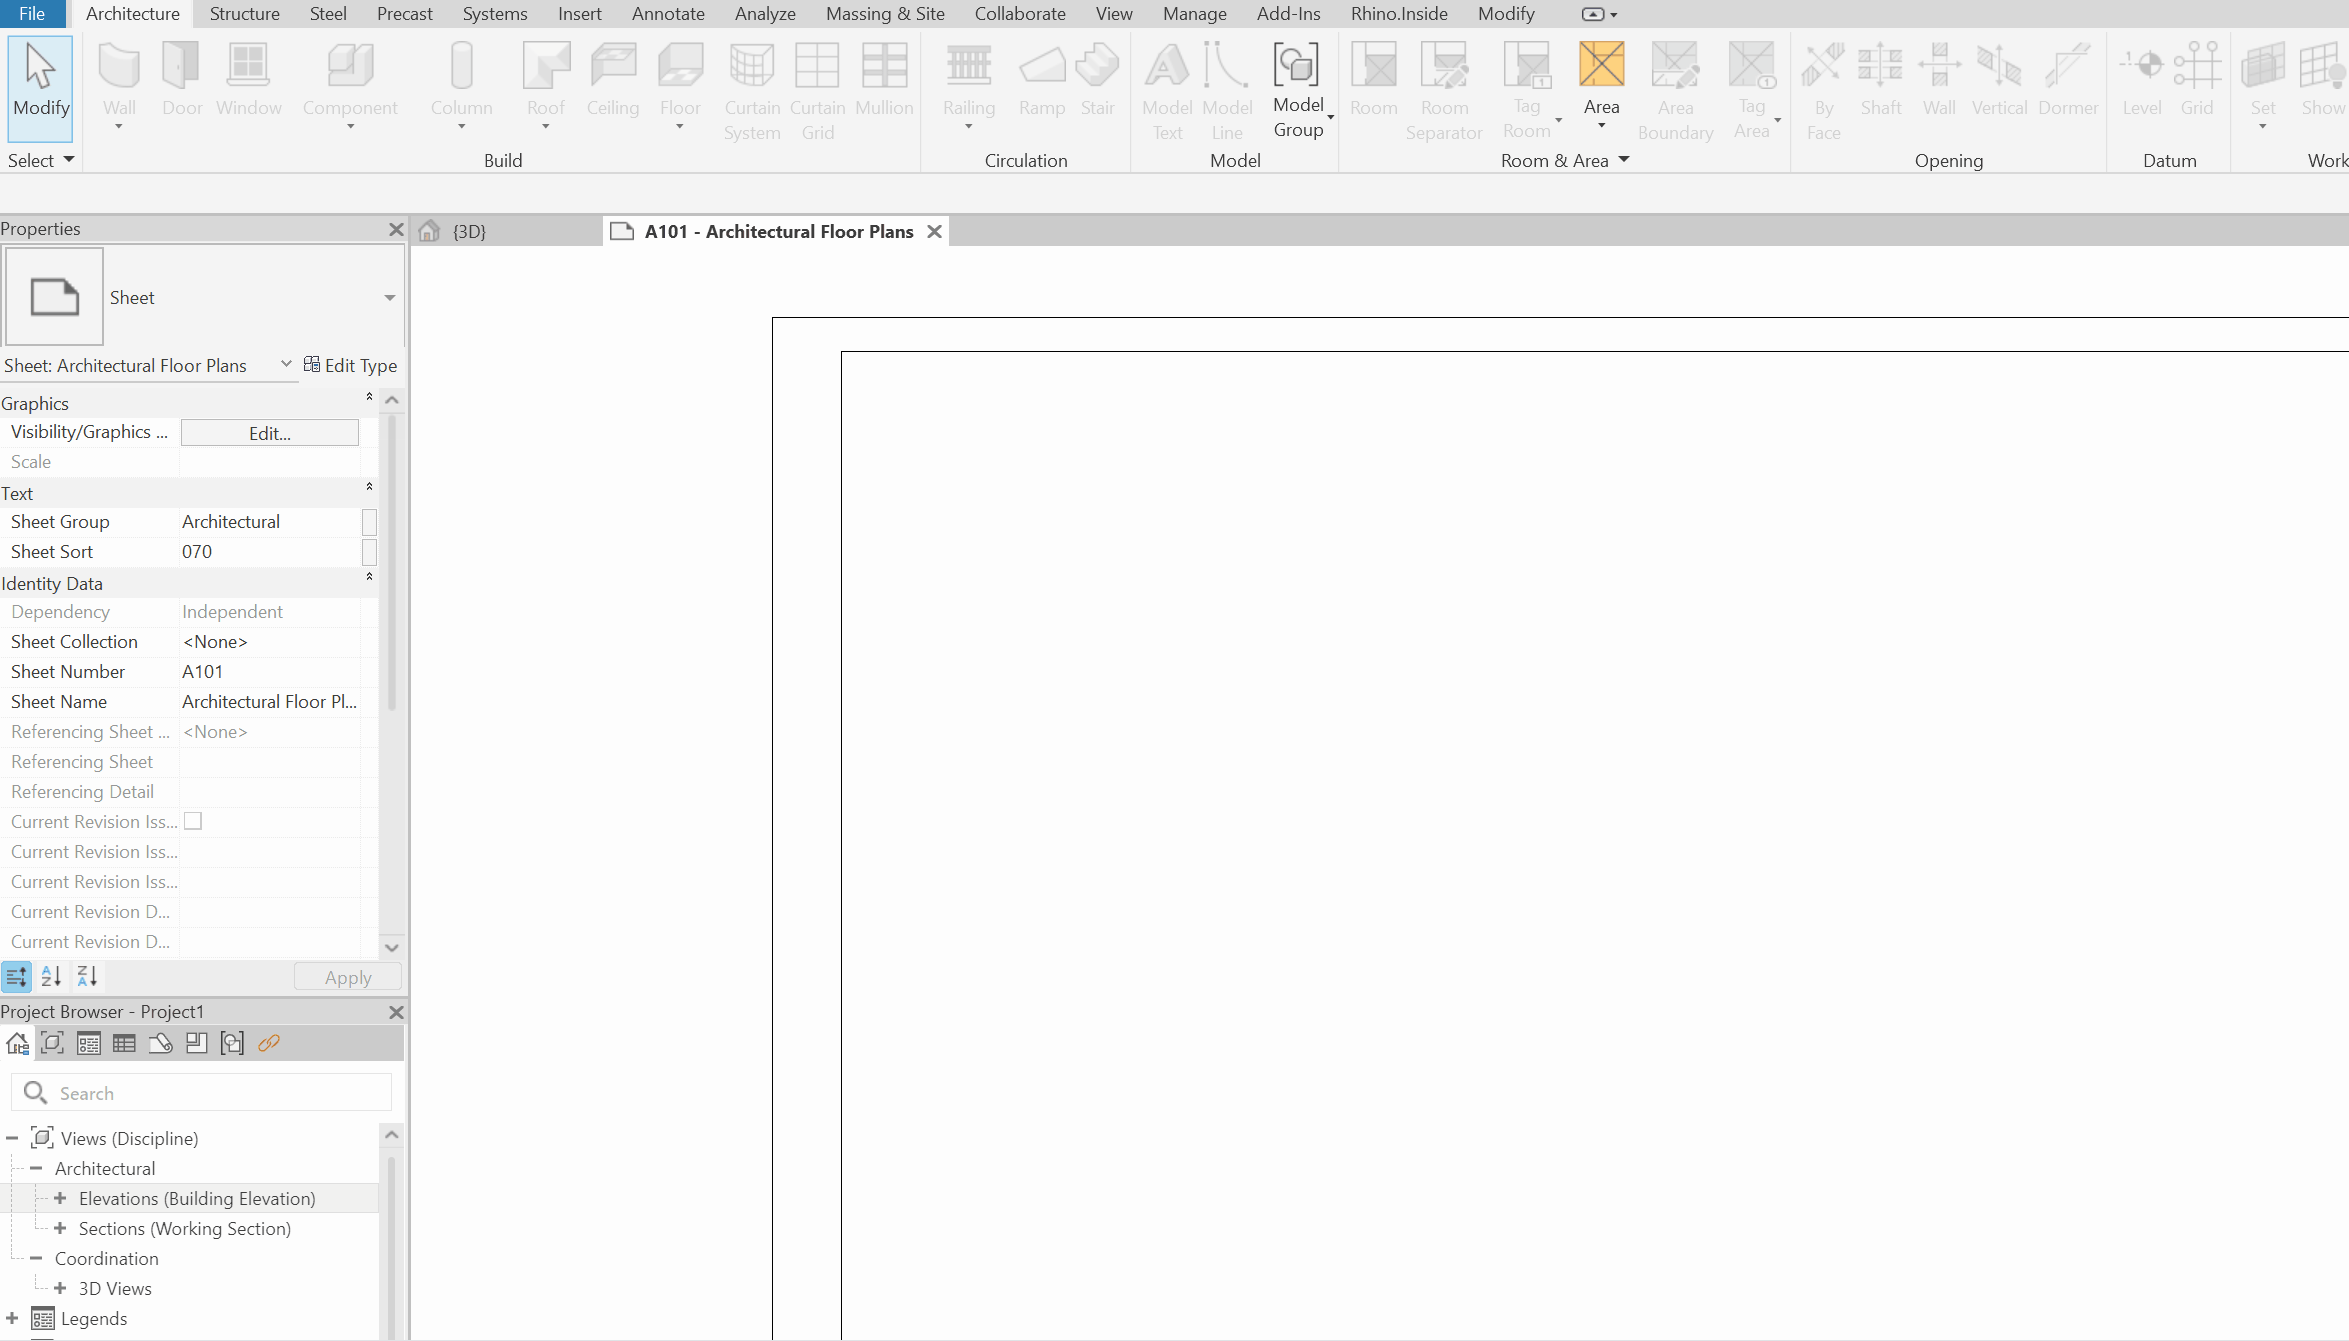 File Architecture Structure Steel Precast Systems Insert Annotate Analyze Massing & Site Collaborate View Manage Add-Ins Rhino.Inside Modify
Modify Wall Door Window Component Column Roof Ceiling Floor Curtain System Curtain Grid Mullion Railing Ramp Stair Model Text Model Line Model Group Room Room Separator Tag Room Area Area Boundary Tag Area By Face Shaft Wall Vertical Dormer Level Grid Set Show
Select Build Circulation Model Room & Area Opening Datum Work
Properties
{3D} A101 - Architectural Floor Plans
Sheet
Sheet: Architectural Floor Plans Edit Type
Graphics
Visibility/Graphics ... Edit...
Scale
Text
Sheet Group Architectural
Sheet Sort 070
Identity Data
Dependency Independent
Sheet Collection <None>
Sheet Number A101
Sheet Name Architectural Floor Pl...
Referencing Sheet ... <None>
Referencing Sheet
Referencing Detail
Current Revision Iss...
Current Revision Iss...
Current Revision Iss...
Current Revision D...
Current Revision D...
Apply
Project Browser - Project1
Search
Views (Discipline)
Architectural
Elevations (Building Elevation)
Sections (Working Section)
Coordination
3D Views
Legends